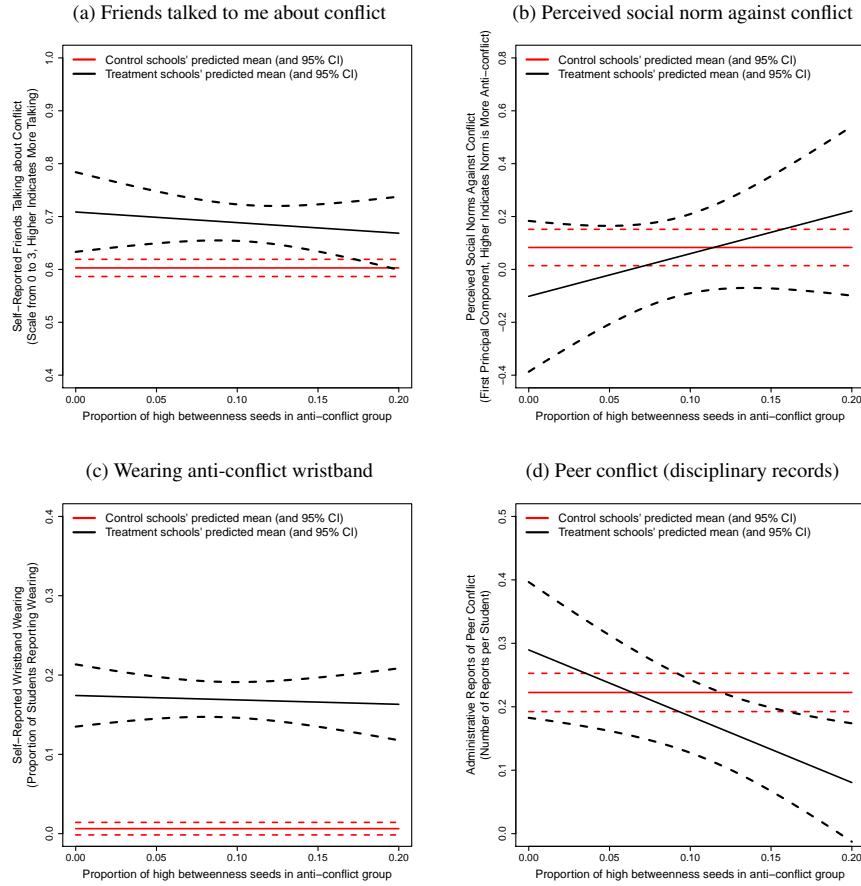 (a) Friends talked to me about conflict
Control schools' predicted mean (and 95% CI)
Treatment schools' predicted mean (and 95% CI)
Self−Reported Friends Talking about Conflict
(Scale from 0 to 3, Higher Indicates More Talking)
1.0
0.9
0.8
0.7
0.6
0.5
0.4
0.00 0.05 0.10 0.15 0.20
Proportion of high betweenness seeds in anti−conflict group
(b) Perceived social norm against conflict
Control schools' predicted mean (and 95% CI)
Treatment schools' predicted mean (and 95% CI)
Perceived Social Norms Against Conflict
(First Principal Component, Higher Indicates Norm is More Anti−conflict)
0.8
0.6
0.4
0.2
0.0
−0.2
−0.4
0.00 0.05 0.10 0.15 0.20
Proportion of high betweenness seeds in anti−conflict group
(c) Wearing anti-conflict wristband
Control schools' predicted mean (and 95% CI)
Treatment schools' predicted mean (and 95% CI)
Self−Reported Wristband Wearing
(Proportion of Students Reporting Wearing)
0.4
0.3
0.2
0.1
0.0
0.00 0.05 0.10 0.15 0.20
Proportion of high betweenness seeds in anti−conflict group
(d) Peer conflict (disciplinary records)
Control schools' predicted mean (and 95% CI)
Treatment schools' predicted mean (and 95% CI)
Administrative Reports of Peer Conflict
(Number of Reports per Student)
0.5
0.4
0.3
0.2
0.1
0.0
0.00 0.05 0.10 0.15 0.20
Proportion of high betweenness seeds in anti−conflict group